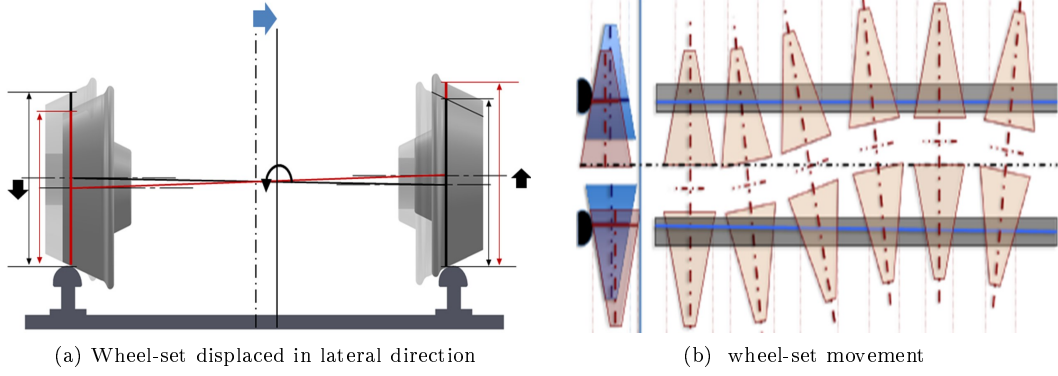 (a) Wheel-set displaced in lateral direction
(b) wheel-set movement